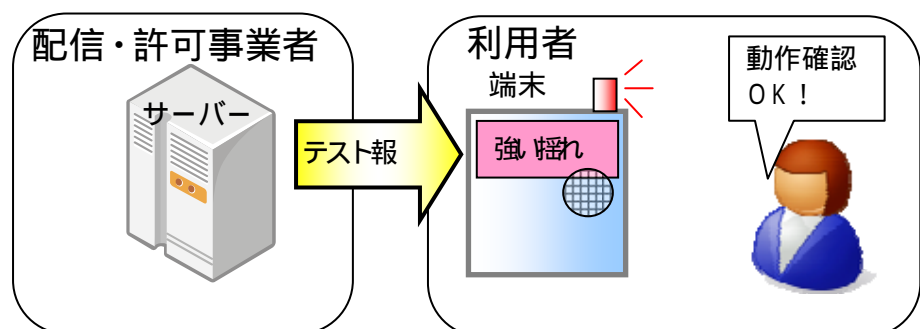 配信・許可事業者
サーバー
テスト報
利用者
端末
強い揺れ
動作確認
OK!